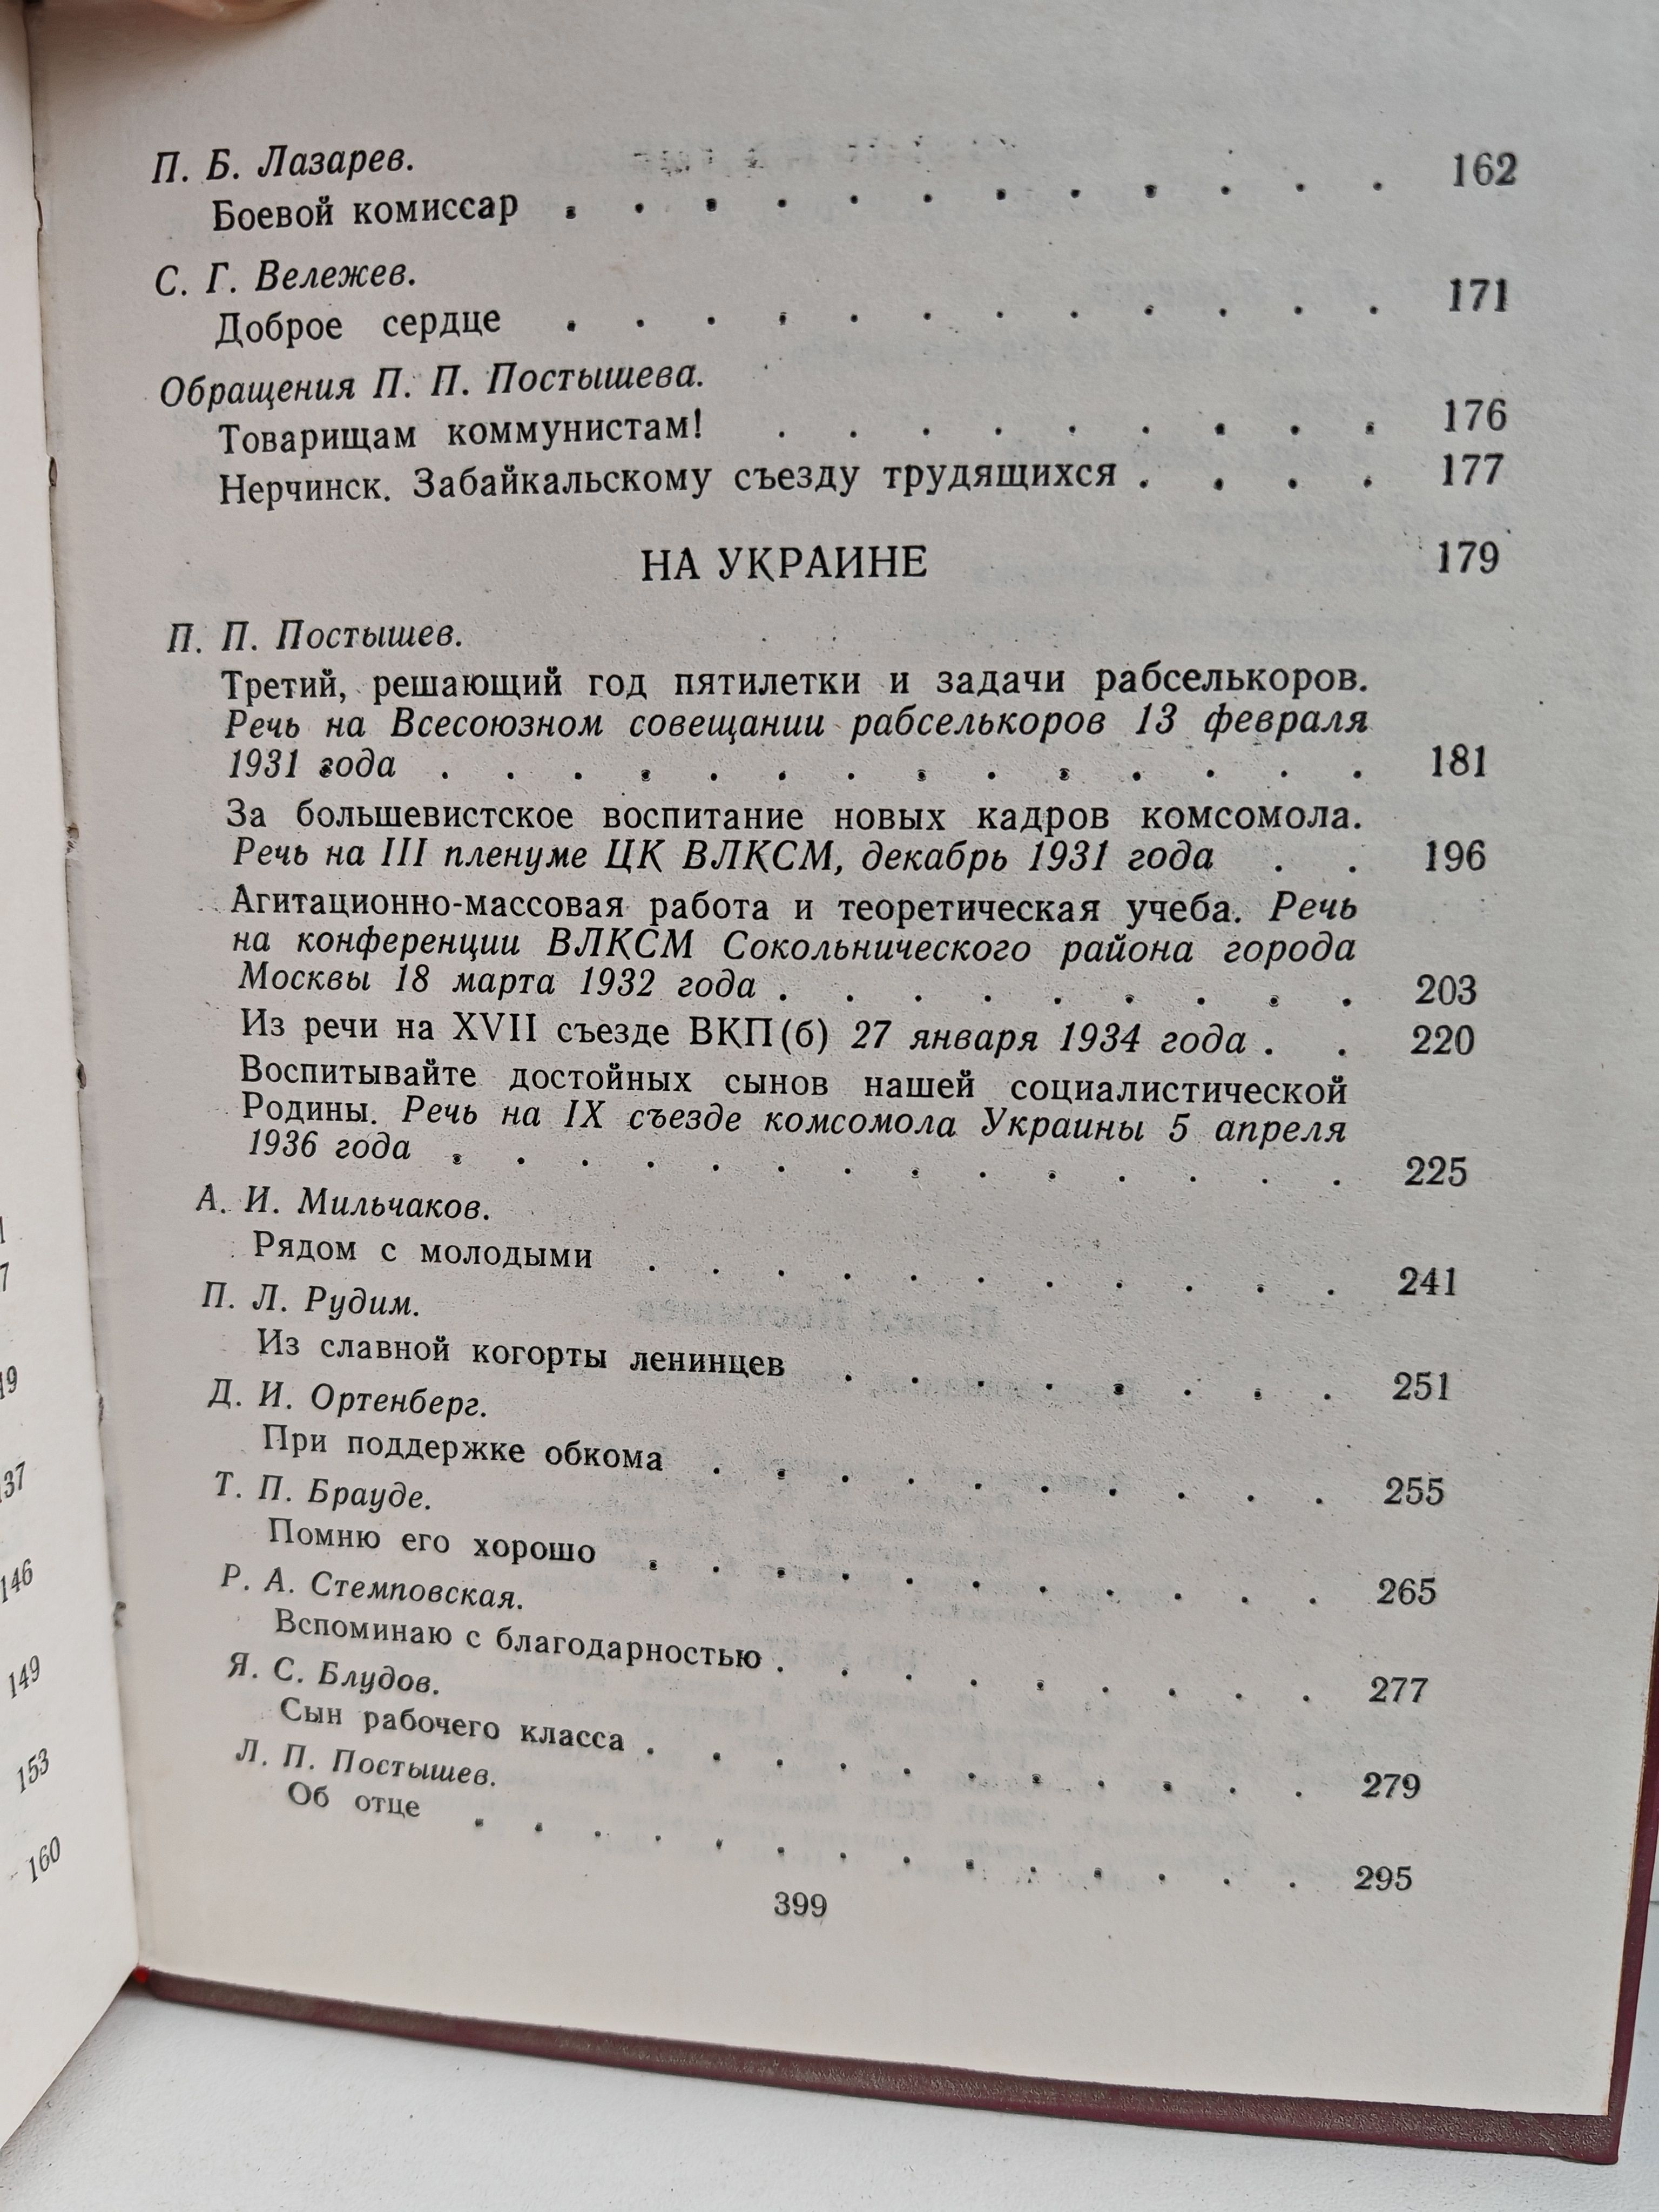 П. Б. Лазарев.
Боевой комиссар . . . . . . . . . . . . 162
С. Г. Вележев.
Доброе сердце . . . . . . . . . . . . 171
Обращения П. П. Постышева.
Товарищам коммунистам! . . . . . . . . . 176
Нерчинск. Забайкальскому съезду трудящихся . . . . 177
НА УКРАИНЕ 179
П. П. Постышев.
Третий, решающий год пятилетки и задачи рабселькоров.
Речь на Всесоюзном совещании рабселькоров 13 февраля
1931 года . . . . . . . . . . . . . . 181
За большевистское воспитание новых кадров комсомола.
Речь на III пленуме ЦК ВЛКСМ, декабрь 1931 года . . 196
Агитационно-массовая работа и теоретическая учеба. Речь
на конференции ВЛКСМ Сокольнического района города
Москвы 18 марта 1932 года . . . . . . . . . 203
Из речи на XVII съезде ВКП(б) 27 января 1934 года . . 220
Воспитывайте достойных сынов нашей социалистической
Родины. Речь на IX съезде комсомола Украины 5 апреля
1936 года . . . . . . . . . . . . . . 225
А. И. Мильчаков.
Рядом с молодыми . . . . . . . . . . . 241
П. Л. Рудим.
Из славной когорты ленинцев . . . . . . . . 251
Д. И. Ортенберг.
При поддержке обкома . . . . . . . . . . 255
Т. П. Брауде.
Помню его хорошо . . . . . . . . . . . 265
Р. А. Стемповская.
Вспоминаю с благодарностью . . . . . . . . . 277
Я. С. Блудов.
Сын рабочего класса . . . . . . . . . . . 279
Л. П. Постышев.
Об отце . . . . . . . . . . . . . . 295
399
37
146
149
153
160